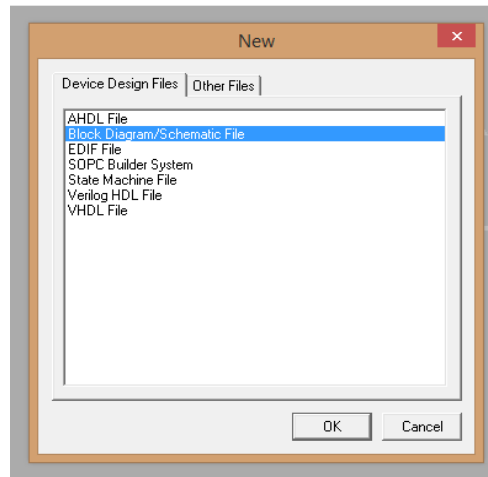 New
Device Design Files Other Files
AHDL File
Block Diagram/Schematic File
EDIF File
SOPC Builder System
State Machine File
Verilog HDL File
VHDL File
OK Cancel